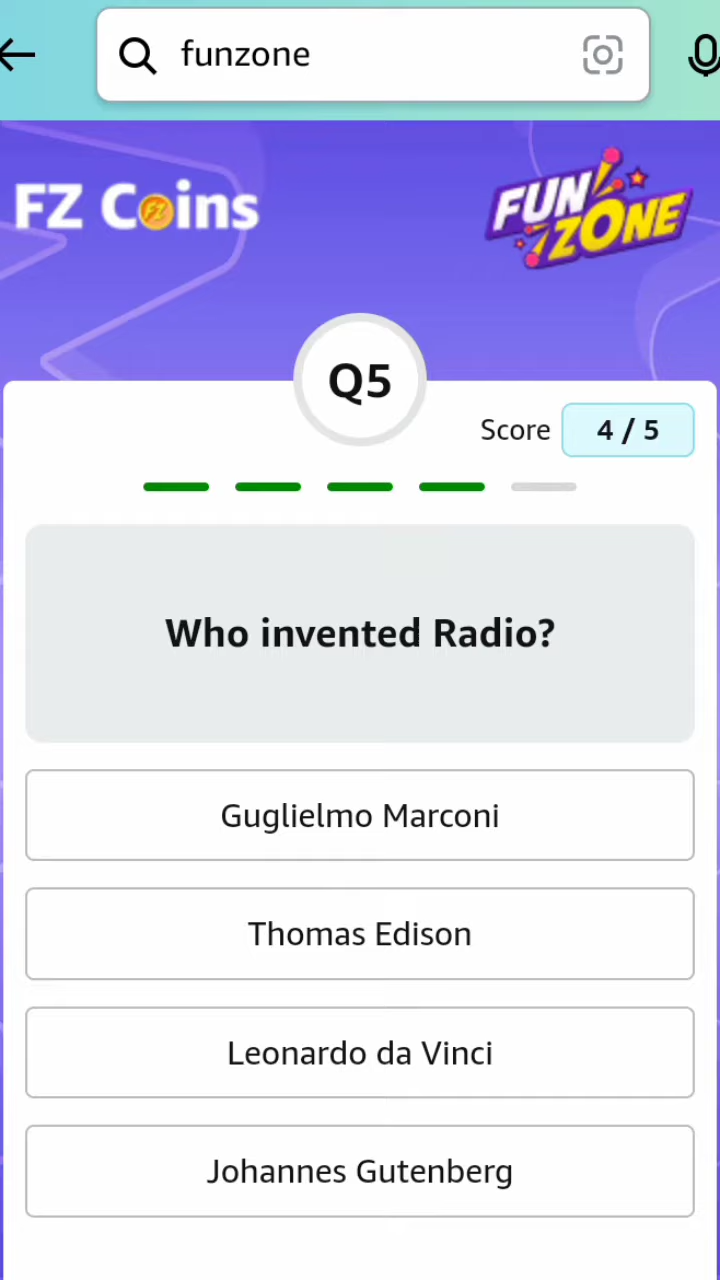 funzone
FZ Coins
FUN
ZONE
Q5
Score 4 / 5
Who invented Radio?
Guglielmo Marconi
Thomas Edison
Leonardo da Vinci
Johannes Gutenberg